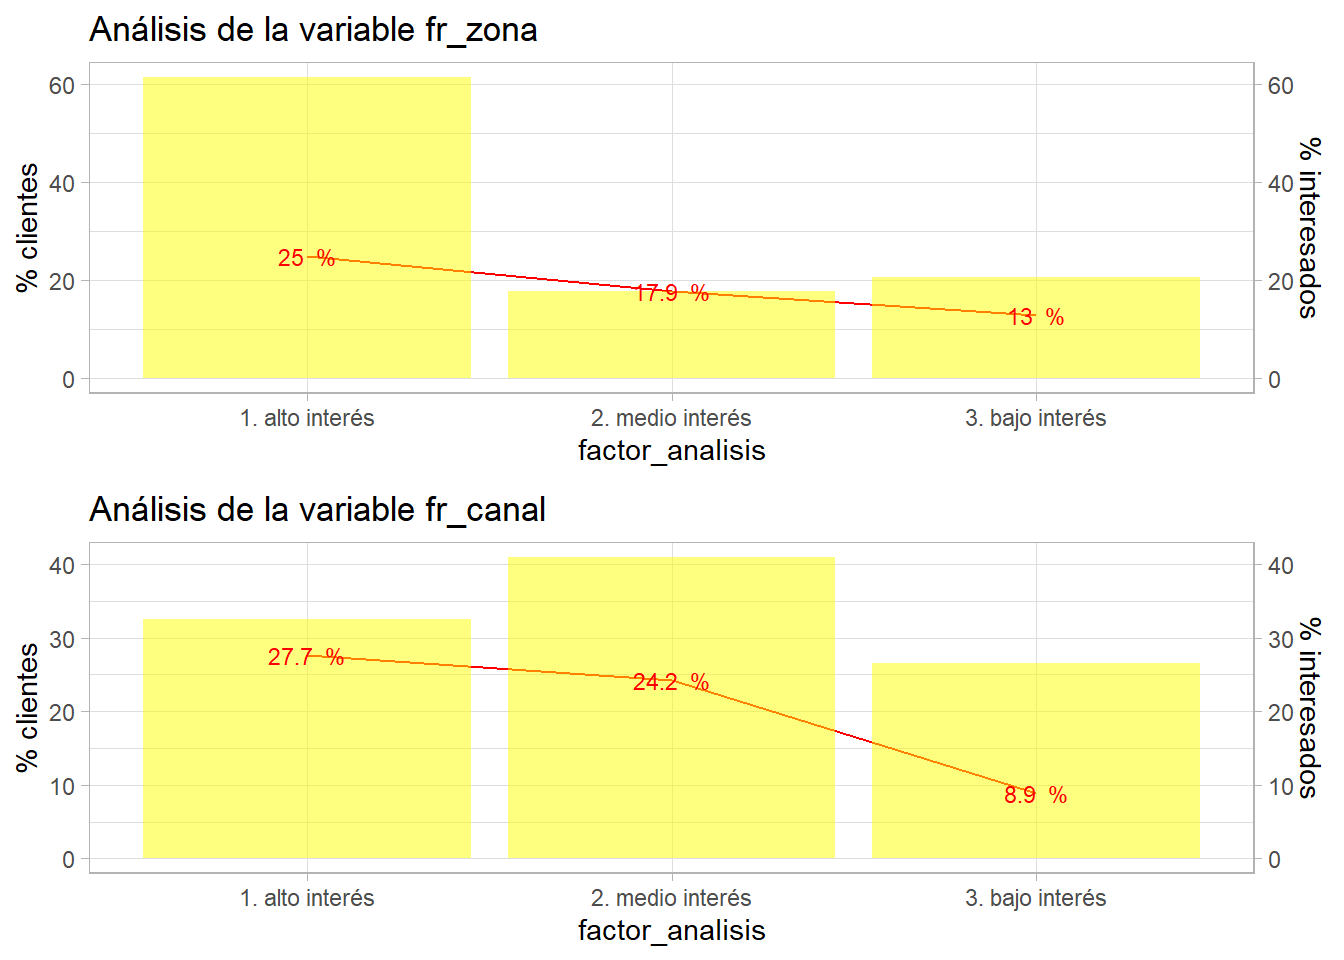 Análisis de la variable fr_zona
60
40
20
0
% clientes
60
40
20
0
% interesados
25 %
17.9 %
13 %
1. alto interés
2. medio interés
3. bajo interés
factor_analisis
Análisis de la variable fr_canal
40
30
20
10
0
% clientes
40
30
20
10
0
% interesados
27.7 %
24.2 %
8.9 %
1. alto interés
2. medio interés
3. bajo interés
factor_analisis